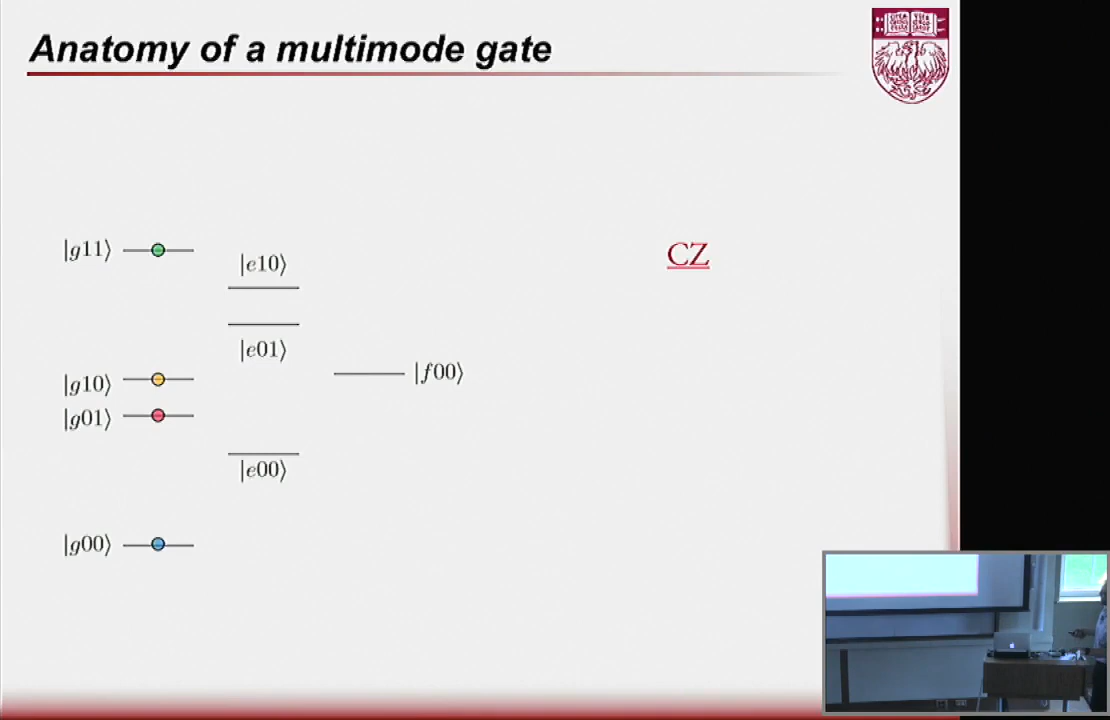 Anatomy of a multimode gate
|g11⟩
|e10⟩
CZ
|e01⟩
|f00⟩
|g10⟩
|g01⟩
|e00⟩
|g00⟩